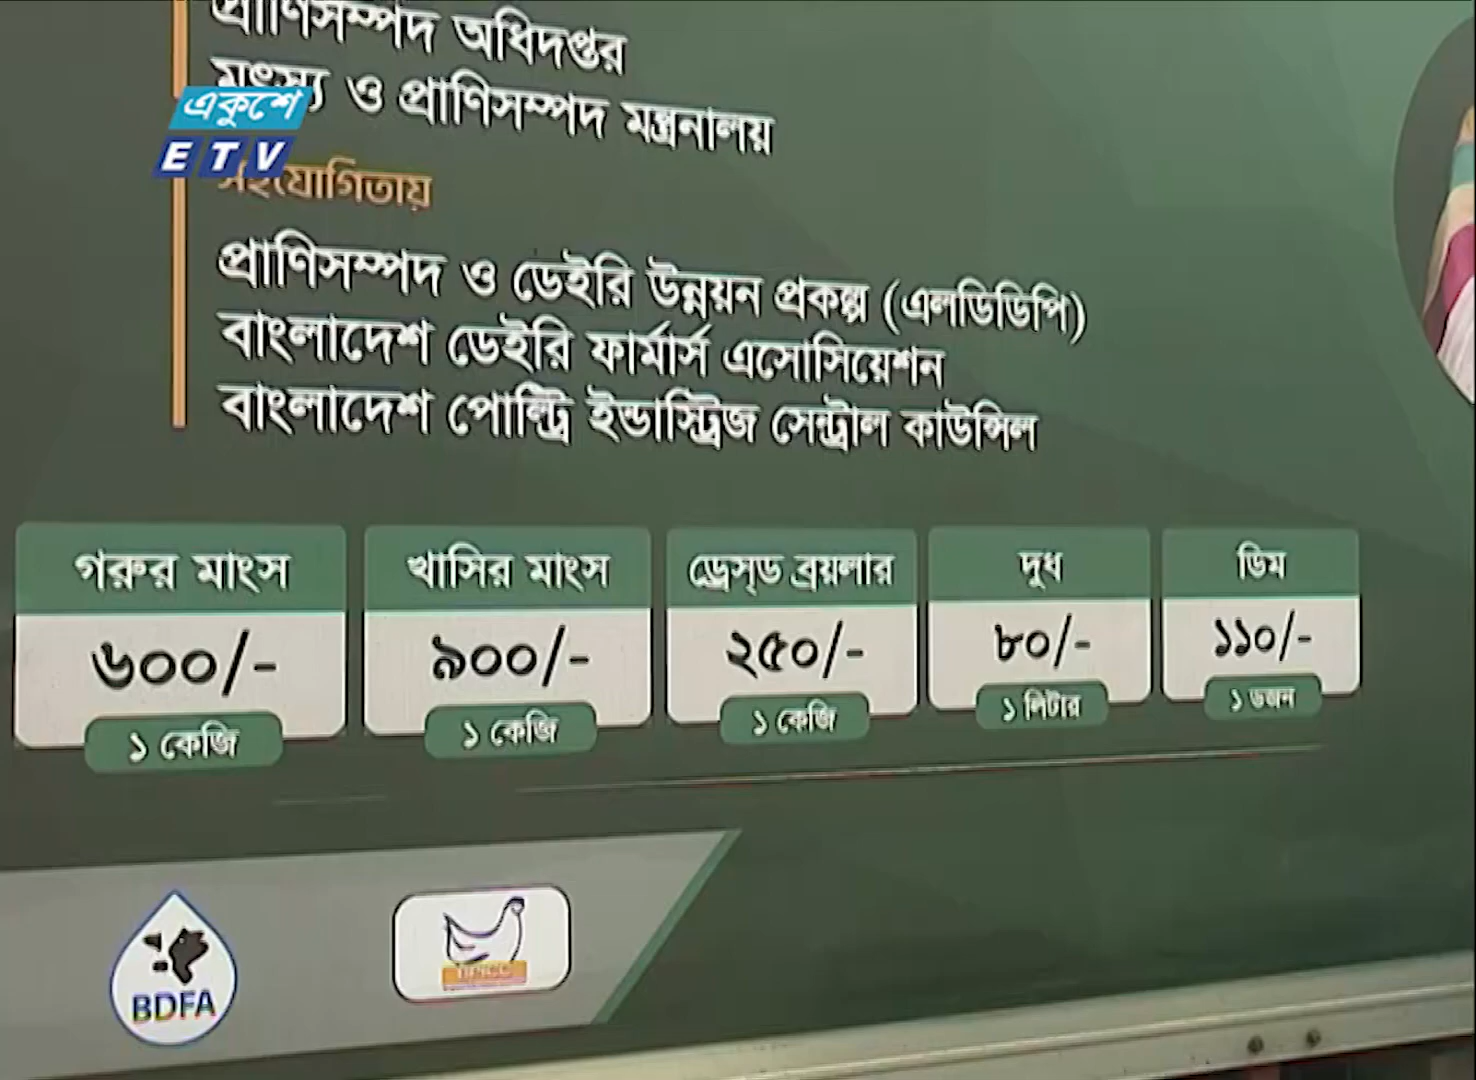 প্রাণিসম্পদ অধিদপ্তর
মৎস্য ও প্রাণিসম্পদ মন্ত্রনালয়
একুশে
ETV
সহযোগিতায়
প্রাণিসম্পদ ও ডেইরি উন্নয়ন প্রকল্প (এলডিডিপি)
বাংলাদেশ ডেইরি ফার্মার্স এসোসিয়েশন
বাংলাদেশ পোল্ট্রি ইন্ডাস্ট্রিজ সেন্ট্রাল কাউন্সিল
গরুর মাংস
৬০০/-
১ কেজি
খাসির মাংস
৯০০/-
১ কেজি
ড্রেস্ড ব্রয়লার
২৫০/-
১ কেজি
দুধ
৮০/-
১ লিটার
ডিম
১১০/-
১ ডজন
BDFA